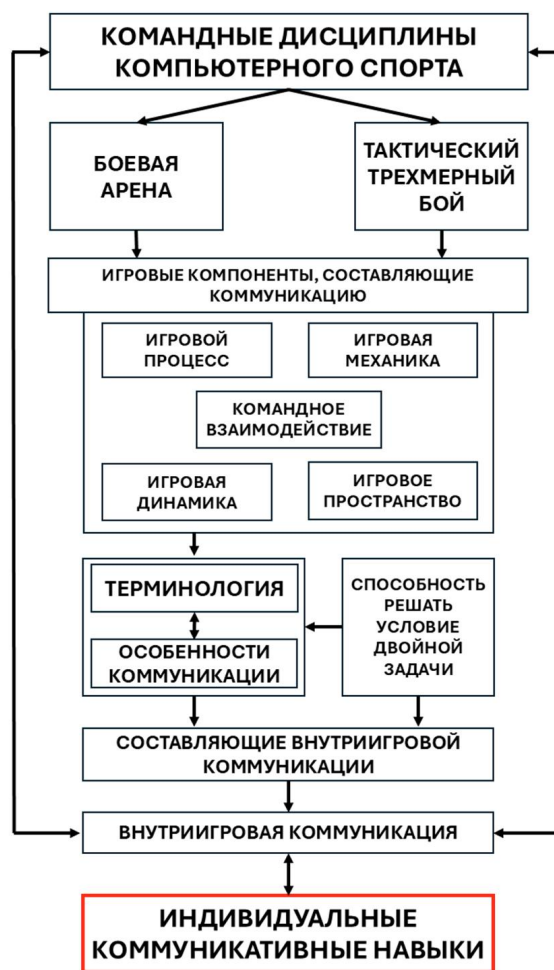 КОМАНДНЫЕ ДИСЦИПЛИНЫ
КОМПЬЮТЕРНОГО СПОРТА
БОЕВАЯ
АРЕНА
ТАКТИЧЕСКИЙ
ТРЕХМЕРНЫЙ
БОЙ
ИГРОВЫЕ КОМПОНЕНТЫ, СОСТАВЛЯЮЩИЕ
КОММУНИКАЦИЮ
ИГРОВОЙ
ПРОЦЕСС
ИГРОВАЯ
МЕХАНИКА
КОМАНДНОЕ
ВЗАИМОДЕЙСТВИЕ
ИГРОВАЯ
ДИНАМИКА
ИГРОВОЕ
ПРОСТРАНСТВО
ТЕРМИНОЛОГИЯ
ОСОБЕННОСТИ
КОММУНИКАЦИИ
СПОСОБНОСТЬ
РЕШАТЬ
УСЛОВИЕ
ДВОЙНОЙ
ЗАДАЧИ
СОСТАВЛЯЮЩИЕ ВНУТРИИГРОВОЙ
КОММУНИКАЦИИ
ВНУТРИИГРОВАЯ КОММУНИКАЦИЯ
ИНДИВИДУАЛЬНЫЕ
КОММУНИКАТИВНЫЕ НАВЫКИ